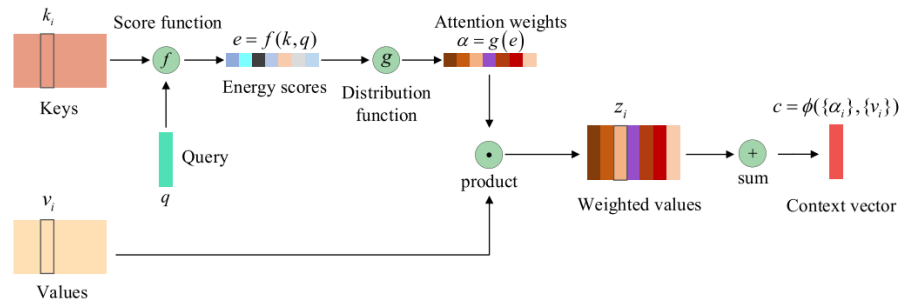 k_i
Score function
e = f(k, q)
Attention weights
α = g(e)
f
g
Keys
Energy scores
Distribution
function
Query
q
z_i
c = ϕ({α_i}, {v_i})
•
+
product
sum
v_i
Weighted values
Context vector
Values